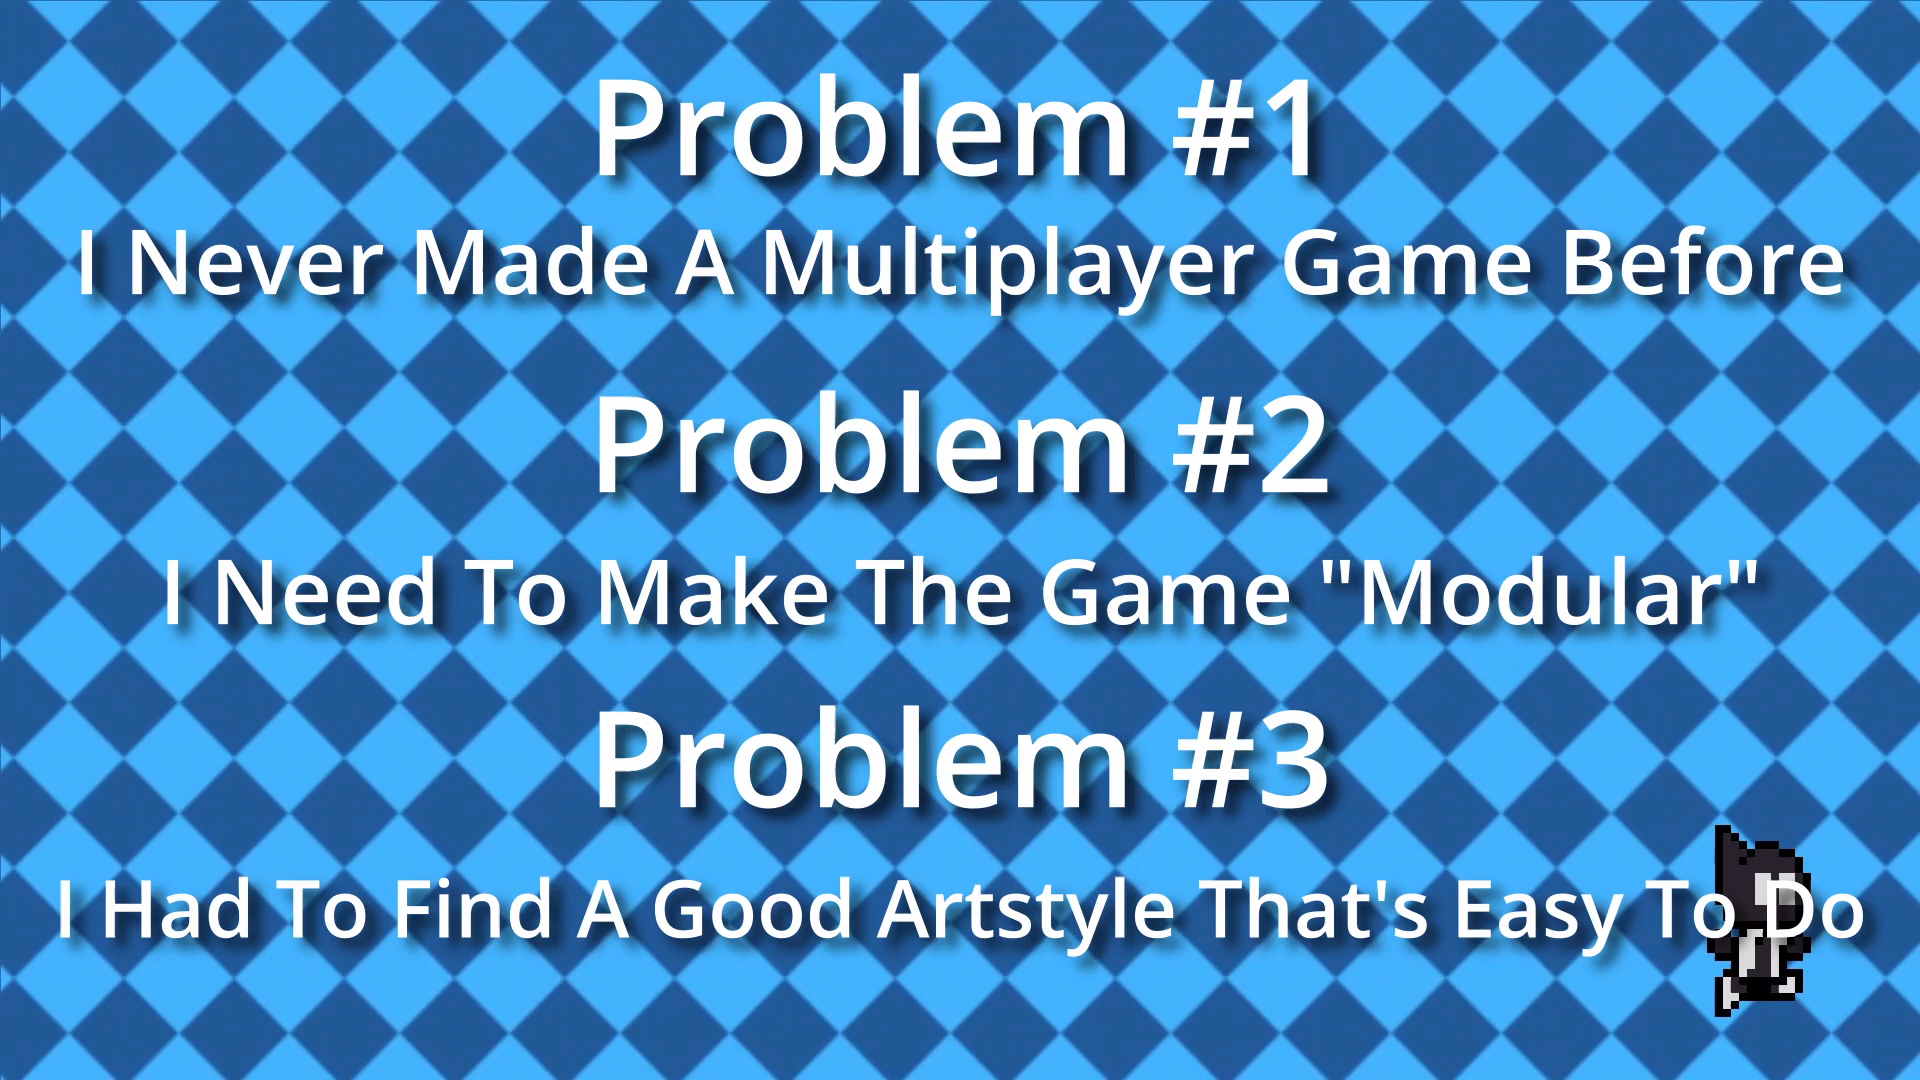 Problem #1
I Never Made A Multiplayer Game Before
Problem #2
I Need To Make The Game "Modular"
Problem #3
I Had To Find A Good Artstyle That's Easy To Do